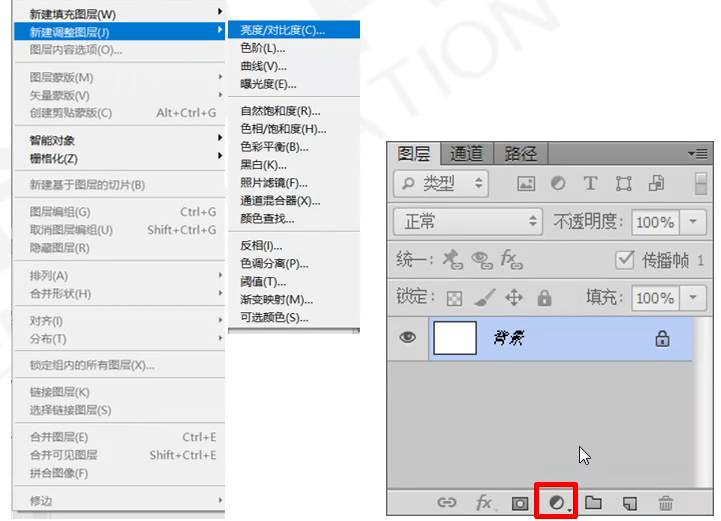 新建填充图层(W)
新建调整图层(J)
图层内容选项(O)...
图层蒙版(M)
矢量蒙版(V)
创建剪贴蒙版(C) Alt+Ctrl+G
智能对象
栅格化(Z)
新建基于图层的切片(B)
图层编组(G) Ctrl+G
取消图层编组(U) Shift+Ctrl+G
隐藏图层(R)
排列(A)
合并形状(H)
对齐(I)
分布(T)
锁定组内的所有图层(X)...
链接图层(K)
选择链接图层(S)
合并图层(E) Ctrl+E
合并可见图层 Shift+Ctrl+E
拼合图像(F)
修边
亮度/对比度(C)...
色阶(L)...
曲线(V)...
曝光度(E)...
自然饱和度(R)...
色相/饱和度(H)...
色彩平衡(B)...
黑白(K)...
照片滤镜(F)...
通道混合器(X)...
颜色查找...
反相(I)...
色调分离(P)...
阈值(T)...
渐变映射(M)...
可选颜色(S)...
图层 通道 路径
类型
正常 不透明度: 100%
统一: 传播帧 1
锁定: 填充: 100%
背景
fx